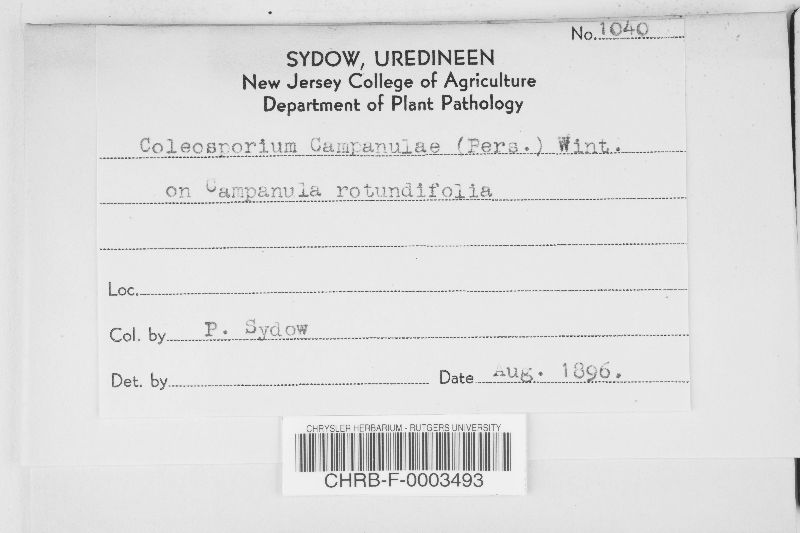 No. 1040
SYDOW, UREDINEEN
New Jersey College of Agriculture
Department of Plant Pathology
Coleosporium Campanulae (Pers.) Wint.
on Campanula rotundifolia
Loc.
Col. by P. Sydow
Det. by Date Aug. 1896.
CHRYSLER HERBARIUM - RUTGERS UNIVERSITY
CHRB-F-0003493